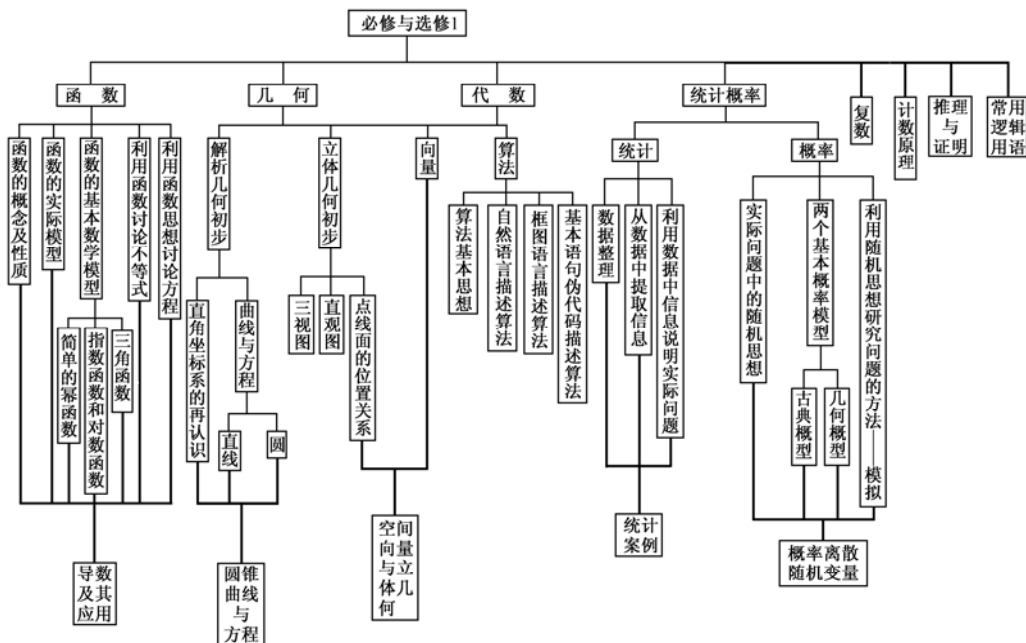 必修与选修1
函 数
几 何
代 数
统计概率
复数
计数原理
推理
与
证明
常用
逻辑
用语
函数的概念及性质
函数的实际模型
函数的基本数学模型
利用函数讨论不等式
利用函数思想讨论方程
解析几何初步
立体几何初步
向量
算法
统计
概率
简单的幂函数
指数函数和对数函数
三角函数
直角坐标系的再认识
曲线与方程
直线
圆
三视图
直观图
点线面的位置关系
算法基本思想
自然语言描述算法
框图语言描述算法
基本语句伪代码描述算法
数据整理
从数据中提取信息
利用数据中信息说明实际问题
实际问题中的随机思想
两个基本概率模型
利用随机思想研究问题的方法——模拟
古典概型
几何概型
导数
及其
应用
圆锥
曲线
与
方程
空间
向量
与立
体几
何
统计
案例
概率离散
随机变量